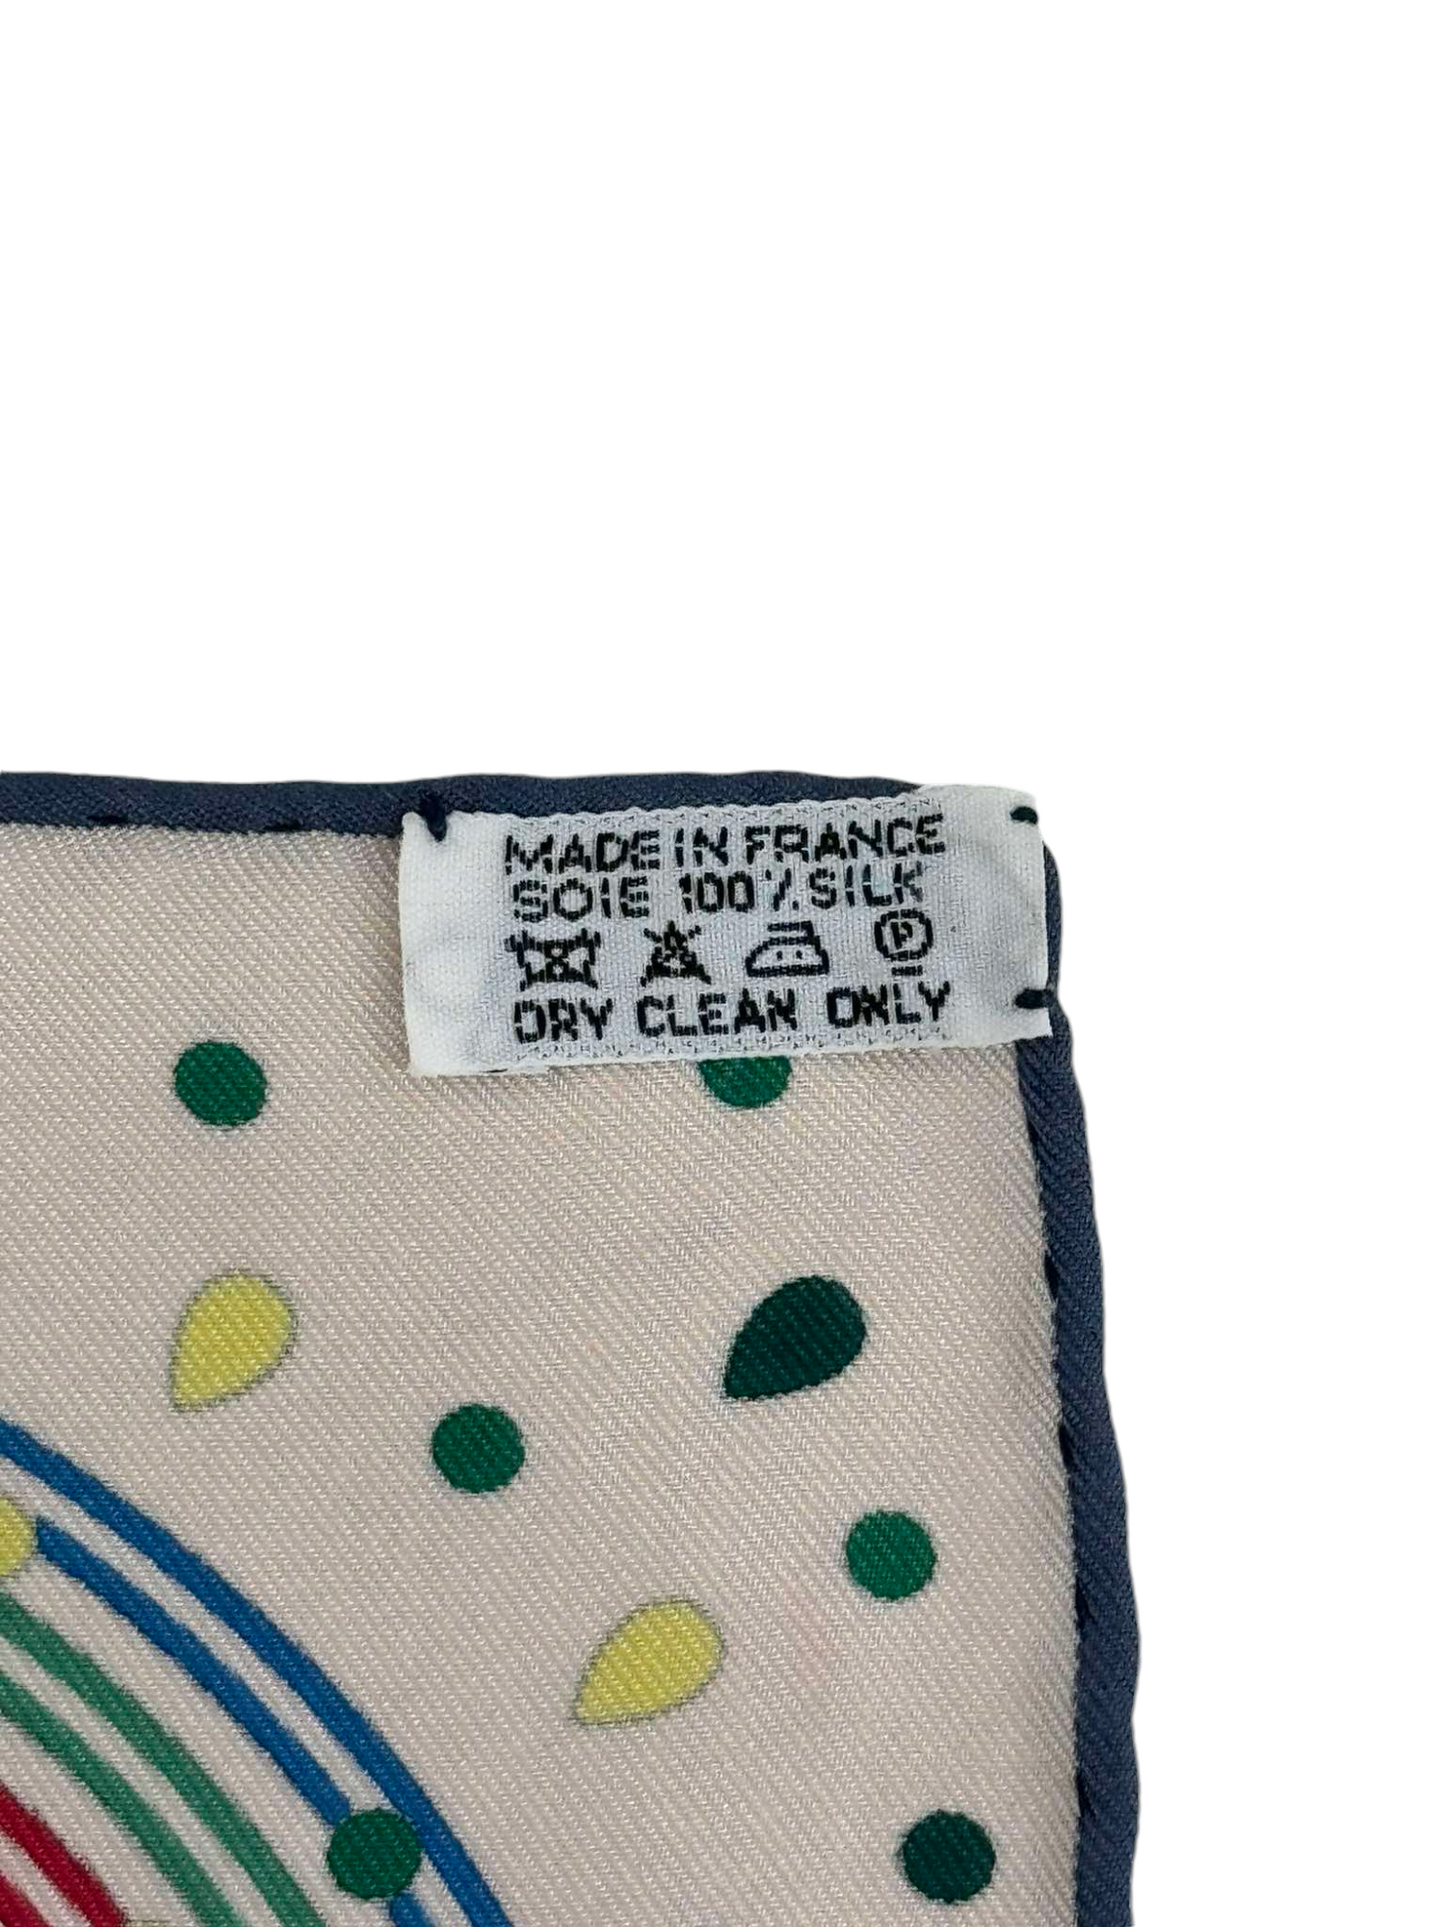 MADE IN FRANCE
SOIE 100% SILK
P
DRY CLEAN ONLY